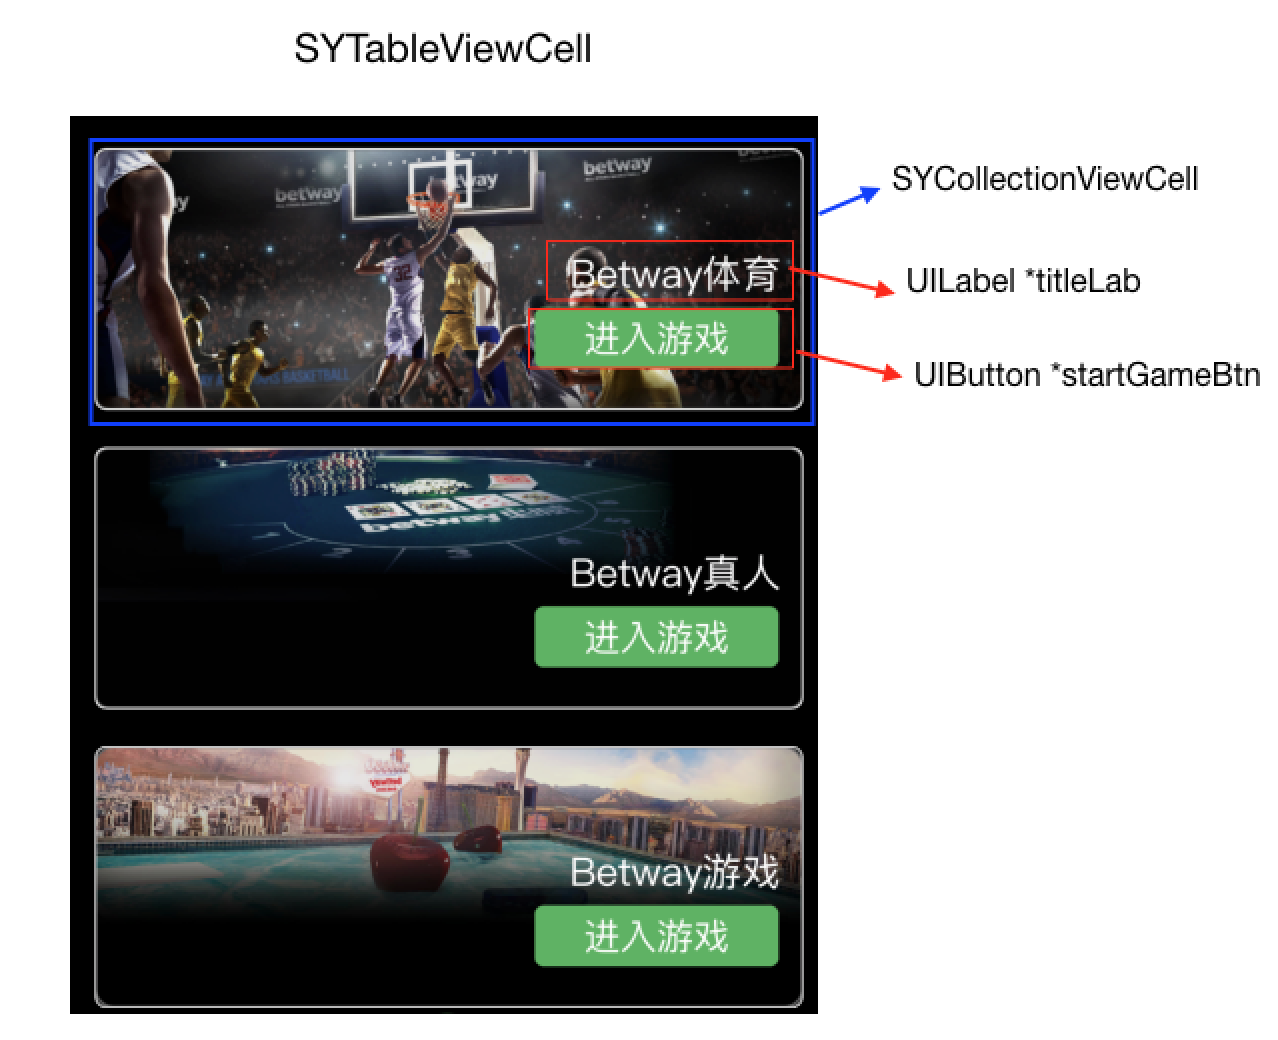 SYTableViewCell
betway
betway
SYCollectionViewCell
Betway体育
UILabel *titleLab
进入游戏
UIButton *startGameBtn
BASKETBALL
betway
Betway真人
进入游戏
Betway游戏
进入游戏